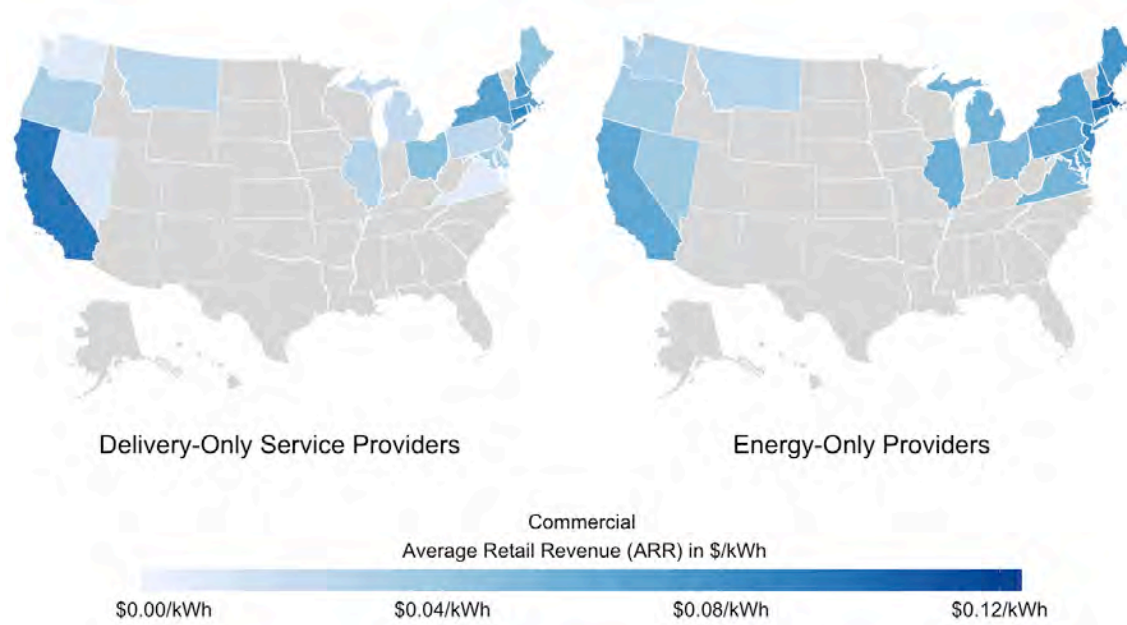 Delivery-Only Service Providers
Energy-Only Providers
Commercial
Average Retail Revenue (ARR) in $/kWh
$0.00/kWh
$0.04/kWh
$0.08/kWh
$0.12/kWh